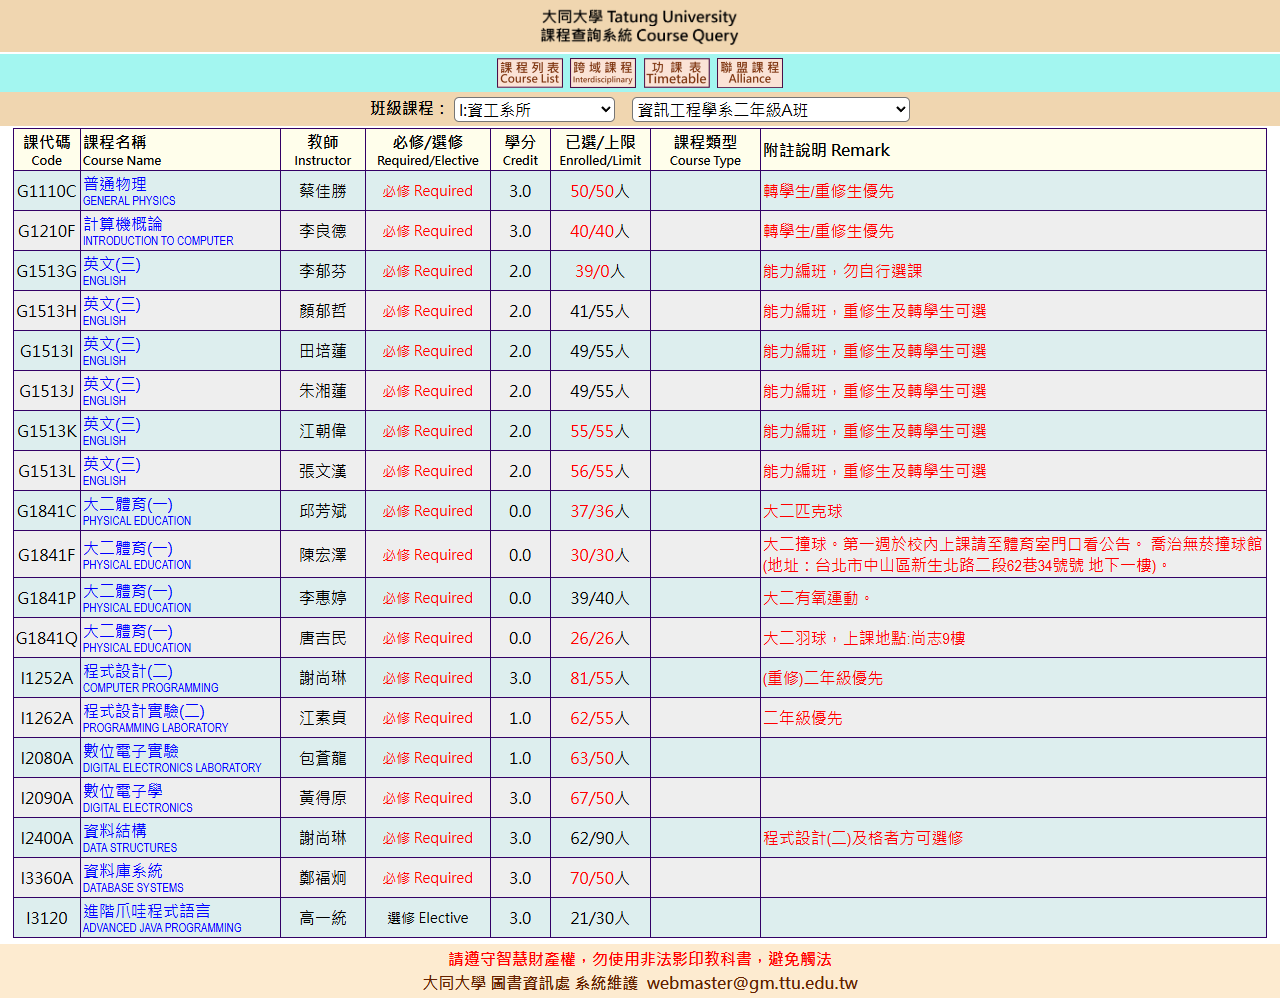 大同大學 Tatung University
課程查詢系統 Course Query
課程列表 跨域課程 功課表 聯盟課程
Course List Interdisciplinary Timetable Alliance
班級課程： I:資工系所 資訊工程學系二年級A班
課代碼 課程名稱 教師 必修/選修 學分 已選/上限 課程類型 附註說明 Remark
Code Course Name Instructor Required/Elective Credit Enrolled/Limit Course Type
G1110C 普通物理 蔡佳勝 必修 Required 3.0 50/50人 轉學生/重修生優先
GENERAL PHYSICS
G1210F 計算機概論 李良德 必修 Required 3.0 40/40人 轉學生/重修生優先
INTRODUCTION TO COMPUTER
G1513G 英文(三) 李郁芬 必修 Required 2.0 39/0人 能力編班，勿自行選課
ENGLISH
G1513H 英文(三) 顏郁哲 必修 Required 2.0 41/55人 能力編班，重修生及轉學生可選
ENGLISH
G1513I 英文(三) 田培蓮 必修 Required 2.0 49/55人 能力編班，重修生及轉學生可選
ENGLISH
G1513J 英文(三) 朱湘蓮 必修 Required 2.0 49/55人 能力編班，重修生及轉學生可選
ENGLISH
G1513K 英文(三) 江朝偉 必修 Required 2.0 55/55人 能力編班，重修生及轉學生可選
ENGLISH
G1513L 英文(三) 張文漢 必修 Required 2.0 56/55人 能力編班，重修生及轉學生可選
ENGLISH
G1841C 大二體育(一) 邱芳斌 必修 Required 0.0 37/36人 大二匹克球
PHYSICAL EDUCATION
G1841F 大二體育(一) 陳宏澤 必修 Required 0.0 30/30人 大二撞球。第一週於校內上課請至體育室門口看公告。 喬治無菸撞球館
PHYSICAL EDUCATION (地址：台北市中山區新生北路二段62巷34號號 地下一樓)。
G1841P 大二體育(一) 李惠婷 必修 Required 0.0 39/40人 大二有氧運動。
PHYSICAL EDUCATION
G1841Q 大二體育(一) 唐吉民 必修 Required 0.0 26/26人 大二羽球，上課地點:尚志9樓
PHYSICAL EDUCATION
I1252A 程式設計(二) 謝尚琳 必修 Required 3.0 81/55人 (重修)二年級優先
COMPUTER PROGRAMMING
I1262A 程式設計實驗(二) 江素貞 必修 Required 1.0 62/55人 二年級優先
PROGRAMMING LABORATORY
I2080A 數位電子實驗 包蒼龍 必修 Required 1.0 63/50人
DIGITAL ELECTRONICS LABORATORY
I2090A 數位電子學 黃得原 必修 Required 3.0 67/50人
DIGITAL ELECTRONICS
I2400A 資料結構 謝尚琳 必修 Required 3.0 62/90人 程式設計(二)及格者方可選修
DATA STRUCTURES
I3360A 資料庫系統 鄭福炯 必修 Required 3.0 70/50人
DATABASE SYSTEMS
I3120 進階爪哇程式語言 高一統 選修 Elective 3.0 21/30人
ADVANCED JAVA PROGRAMMING
請遵守智慧財產權，勿使用非法影印教科書，避免觸法
大同大學 圖書資訊處 系統維護 webmaster@gm.ttu.edu.tw